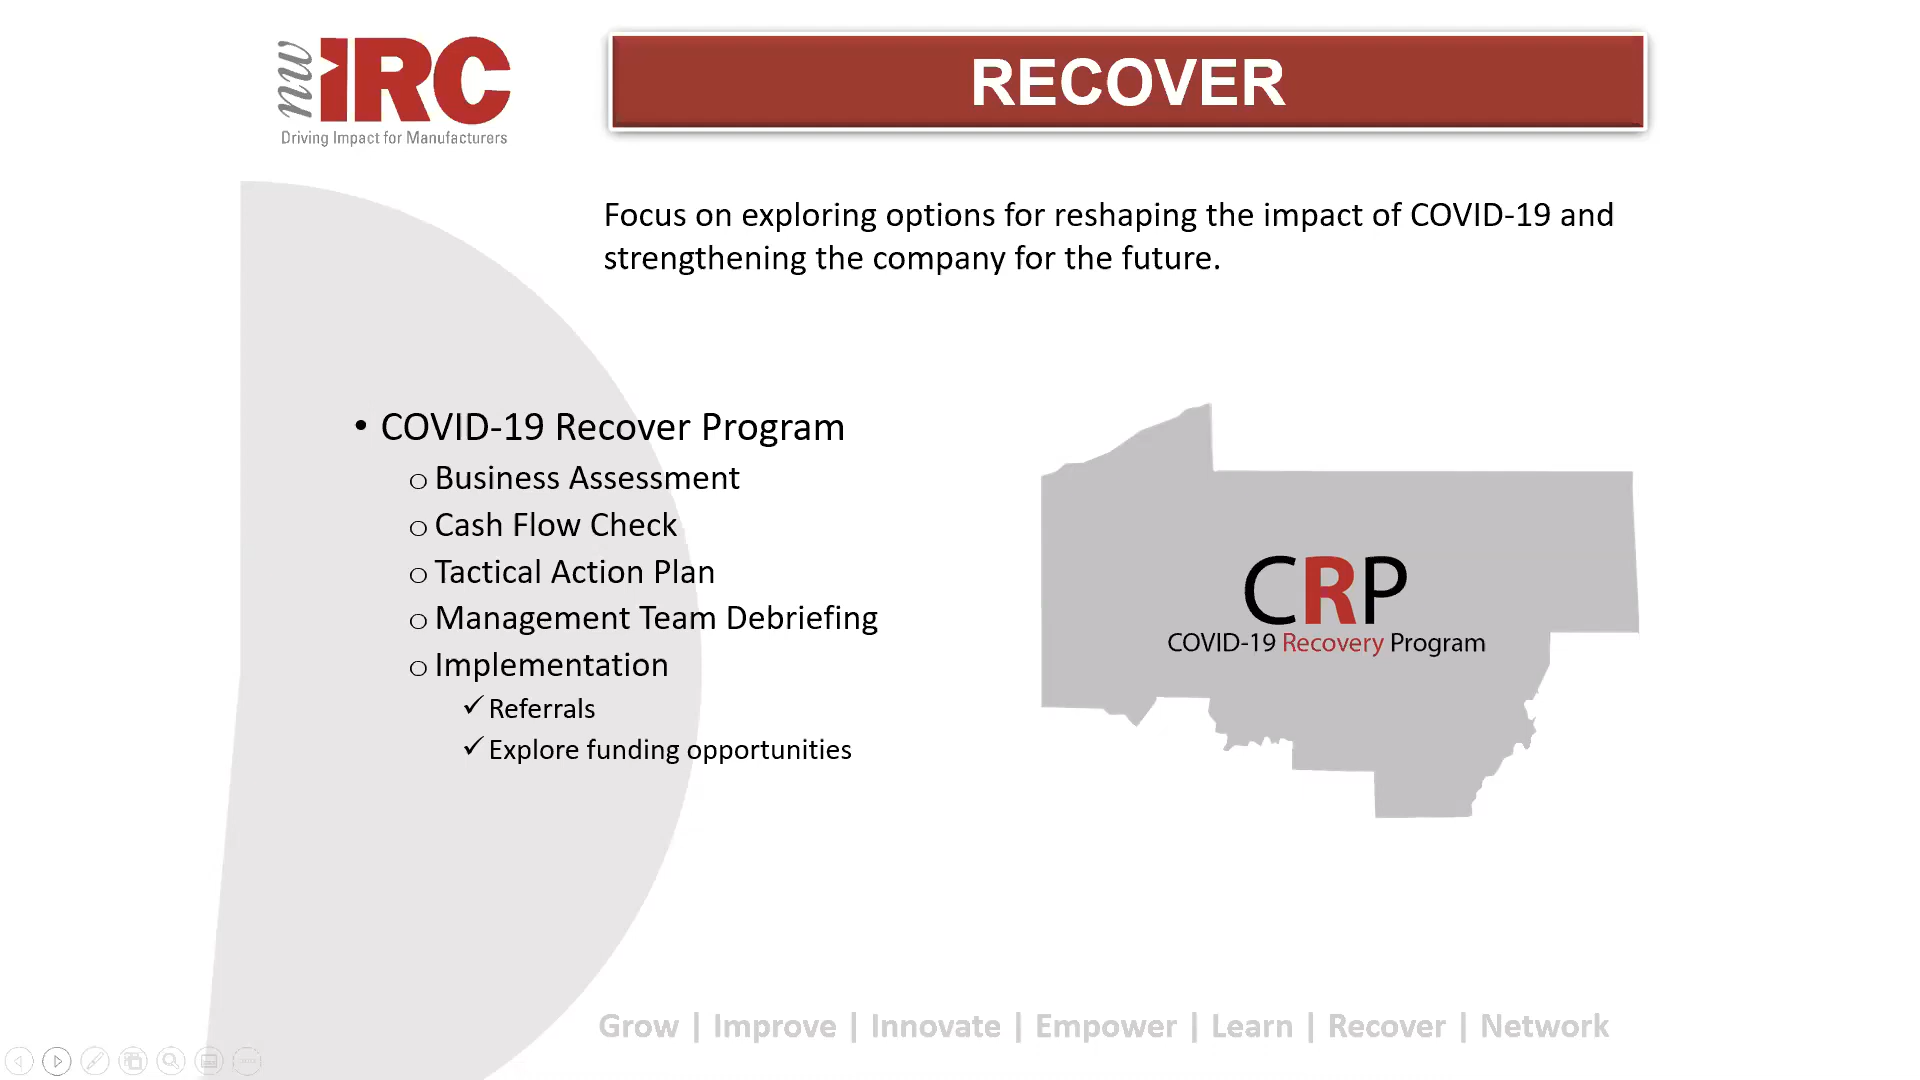 nw IRC
Driving Impact for Manufacturers
RECOVER
Focus on exploring options for reshaping the impact of COVID-19 and
strengthening the company for the future.
• COVID-19 Recover Program
o Business Assessment
o Cash Flow Check
o Tactical Action Plan
o Management Team Debriefing
o Implementation
✓ Referrals
✓ Explore funding opportunities
CRP
COVID-19 Recovery Program
Grow | Improve | Innovate | Empower | Learn | Recover | Network